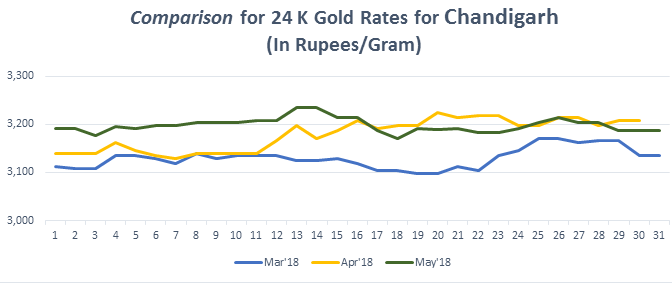 Comparison for 24 K Gold Rates for Chandigarh
(In Rupees/Gram)
3,300
3,200
3,100
3,000
1 2 3 4 5 6 7 8 9 10 11 12 13 14 15 16 17 18 19 20 21 22 23 24 25 26 27 28 29 30 31
Mar'18 Apr'18 May'18